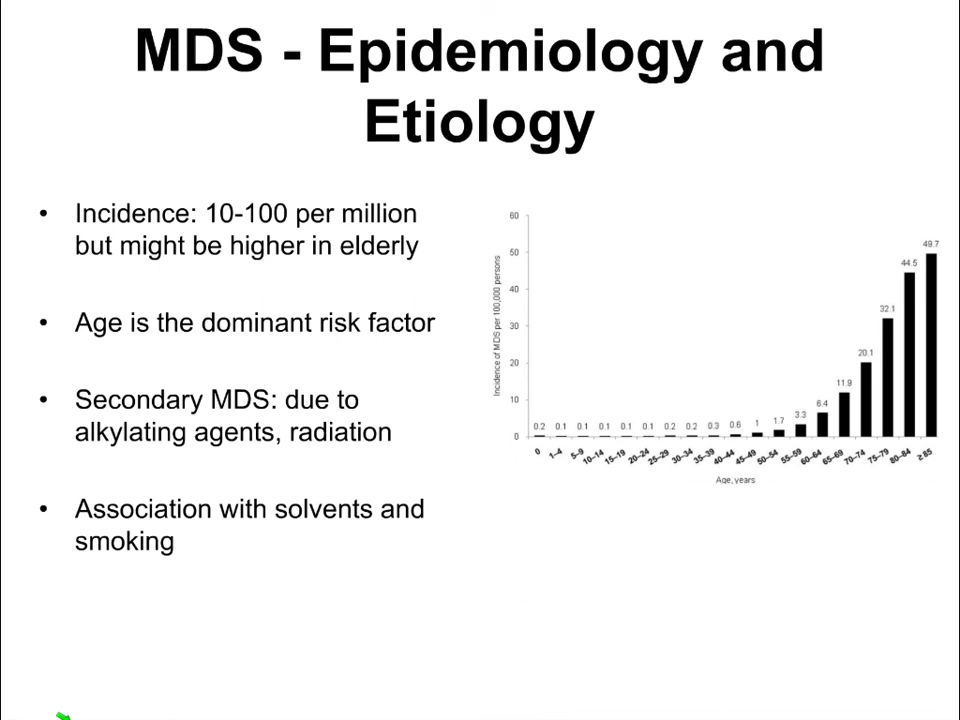 MDS - Epidemiology and
Etiology
• Incidence: 10-100 per million
but might be higher in elderly
• Age is the dominant risk factor
• Secondary MDS: due to
alkylating agents, radiation
• Association with solvents and
smoking
Incidence of MDS per 100,000 persons
60
50
40
30
20
10
0
0.2 0.1 0.1 0.1 0.1 0.1 0.2 0.2 0.3 0.6 1 1.7 3.3 6.4 11.9 20.1 32.1 44.5 49.7
0 1–4 5–9 10–14 15–19 20–24 25–29 30–34 35–39 40–44 45–49 50–54 55–59 60–64 65–69 70–74 75–79 80–84 ≥85
Age, years